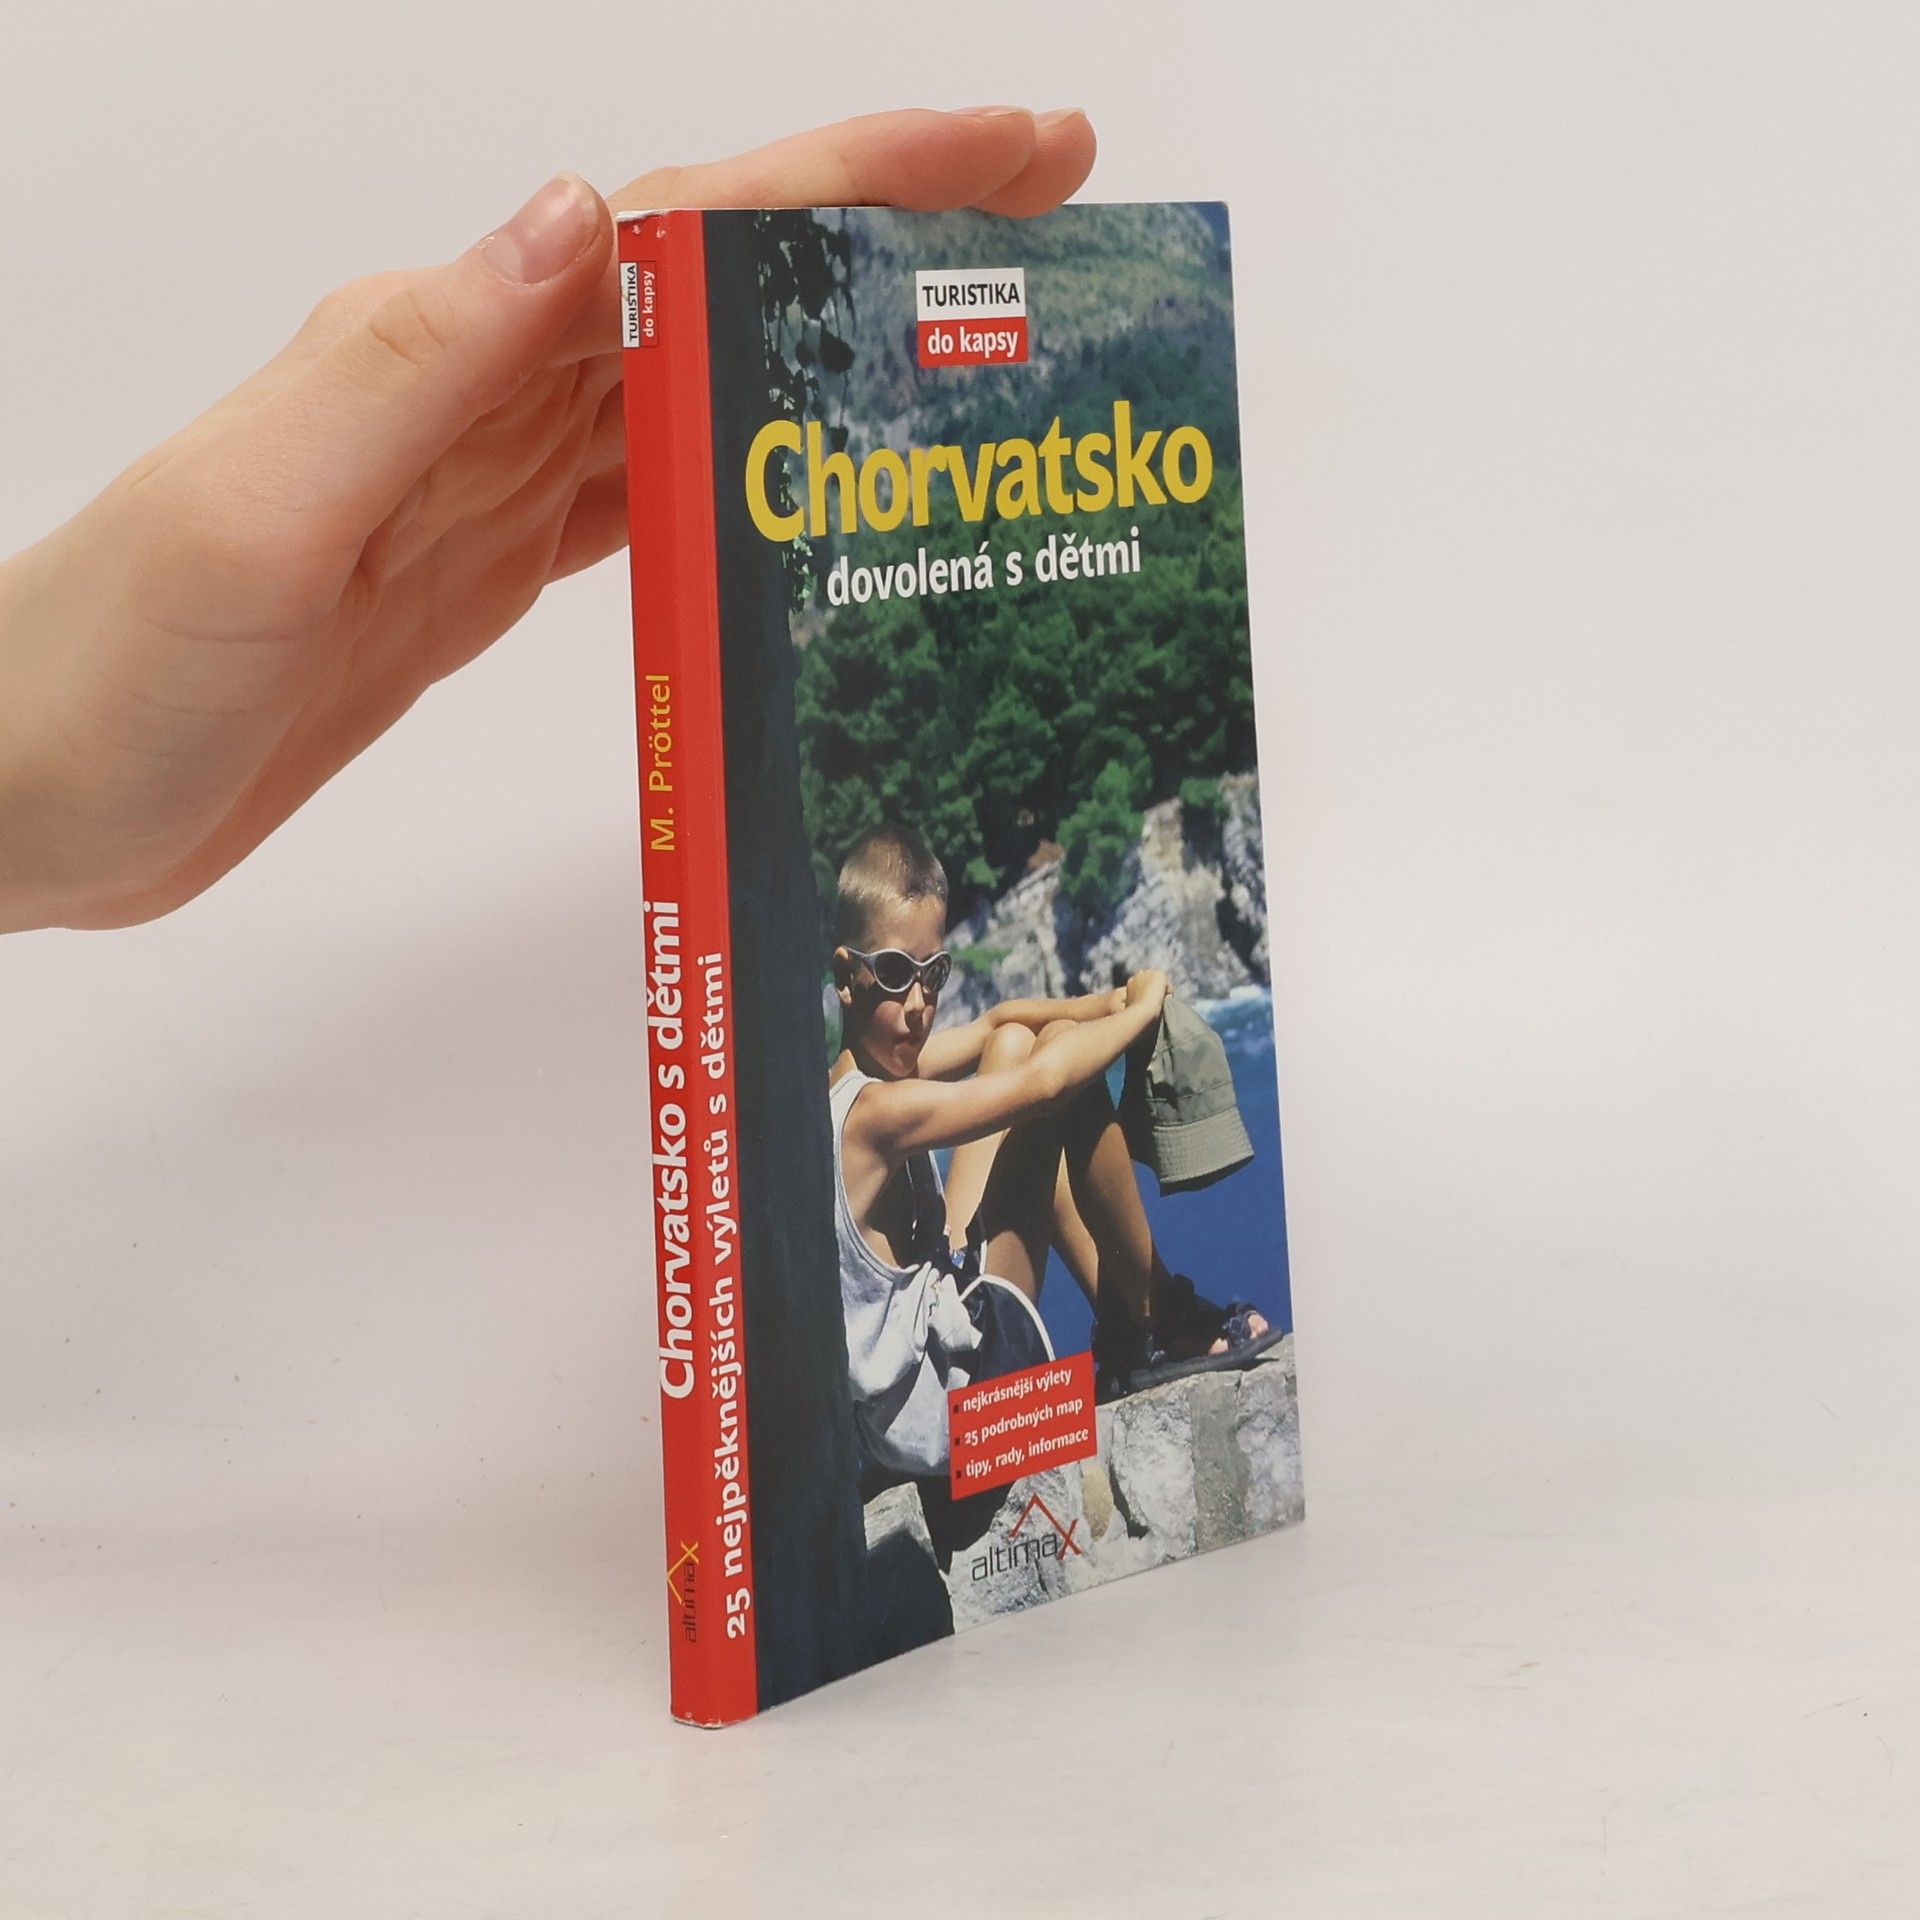 TURISTIKA
do kapsy
M. Pröttel
Chorvatsko s dětmi
25 nejpěknějších výletů s dětmi
altimax
TURISTIKA
do kapsy
Chorvatsko
dovolená s dětmi
nejkrásnější výlety
25 podrobných map
tipy, rady, informace
altimax